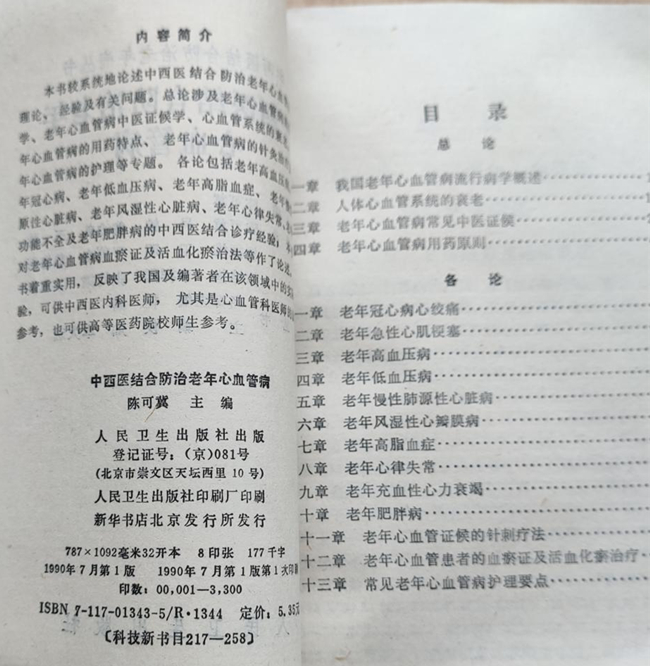 内容简介
本书较系统地论述中西医结合防治老年心血管
理论、经验及有关问题。总论涉及老年心血管病
学、老年心血管病中医证候学、心血管系统的衰老
年心血管病的用药特点、老年心血管病的针灸
年心血管病的护理等专题。各论包括老年高血压
年冠心病、老年低血压病、老年高脂血症、老年
原性心脏病、老年风湿性心脏病、老年心律失常、
功能不全及老年肥胖病的中西医结合诊疗经验；
对老年心血管病血瘀证及活血化瘀治法等作了论述
书着重实用，反映了我国及编著者在该领域中的
验，可供中西医内科医师，尤其是心血管科医师
参考，也可供高等医药院校师生参考。
中西医结合防治老年心血管病
陈可冀 主编
人民卫生出版社出版
登记证号：(京)081号
(北京市崇文区天坛西里10号)
人民卫生出版社印刷厂印刷
新华书店北京发行所发行
787×1092毫米32开本 8印张 177千字
1990年7月第1版 1990年7月第1版第1次印刷
印数：00,001—3,300
ISBN 7-117-01343-5/R·1344 定价：5.35元
〔科技新书目217—258〕
目录
总论
一章 我国老年心血管病流行病学概述
二章 人体心血管系统的衰老
三章 老年心血管病常见中医证候
四章 老年心血管病用药原则
各论
一章 老年冠心病心绞痛
二章 老年急性心肌梗塞
三章 老年高血压病
四章 老年低血压病
五章 老年慢性肺源性心脏病
六章 老年风湿性心瓣膜病
七章 老年高脂血症
八章 老年心律失常
九章 老年充血性心力衰竭
十章 老年肥胖病
十一章 老年心血管证候的针刺疗法
十二章 老年心血管患者的血瘀证及活血化瘀治疗
十三章 常见老年心血管病护理要点